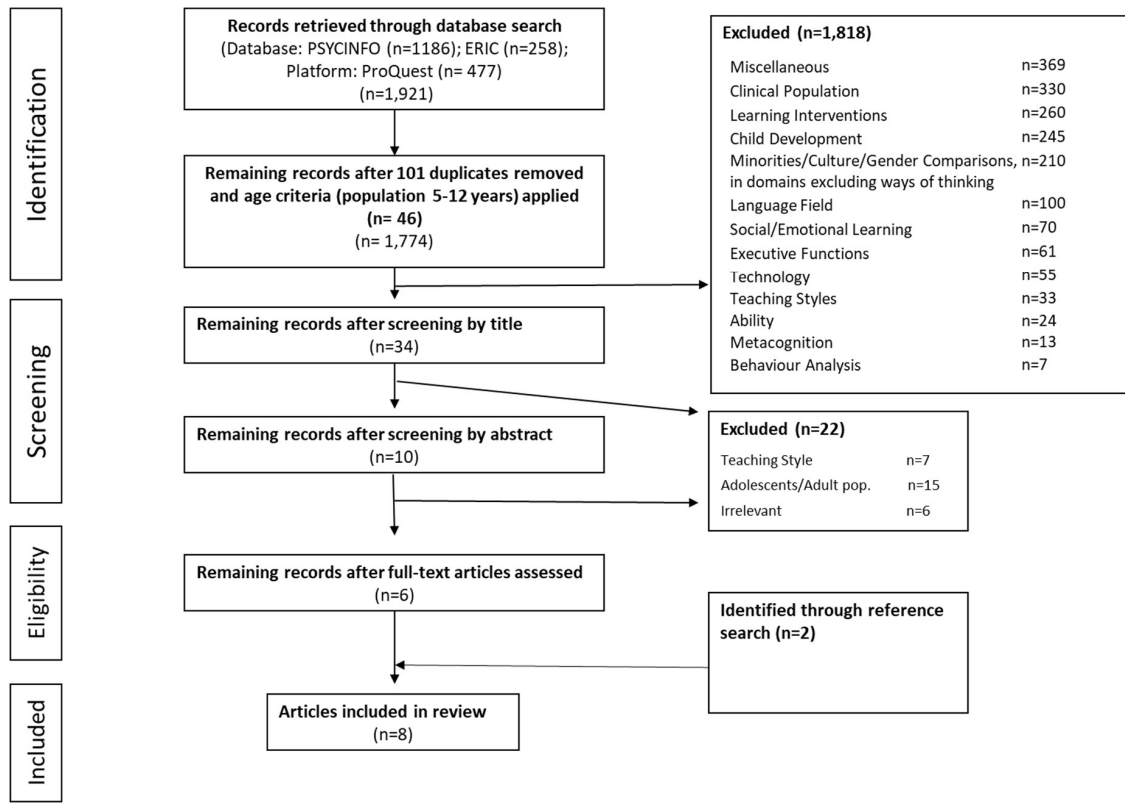 Identification
Records retrieved through database search
(Database: PSYCINFO (n=1186); ERIC (n=258);
Platform: ProQuest (n= 477)
(n=1,921)
Remaining records after 101 duplicates removed
and age criteria (population 5-12 years) applied
(n= 46)
(n= 1,774)
Excluded (n=1,818)
Miscellaneous n=369
Clinical Population n=330
Learning Interventions n=260
Child Development n=245
Minorities/Culture/Gender Comparisons, n=210
in domains excluding ways of thinking
Language Field n=100
Social/Emotional Learning n=70
Executive Functions n=61
Technology n=55
Teaching Styles n=33
Ability n=24
Metacognition n=13
Behaviour Analysis n=7
Screening
Remaining records after screening by title
(n=34)
Remaining records after screening by abstract
(n=10)
Excluded (n=22)
Teaching Style n=7
Adolescents/Adult pop. n=15
Irrelevant n=6
Eligibility
Remaining records after full-text articles assessed
(n=6)
Identified through reference
search (n=2)
Included
Articles included in review
(n=8)